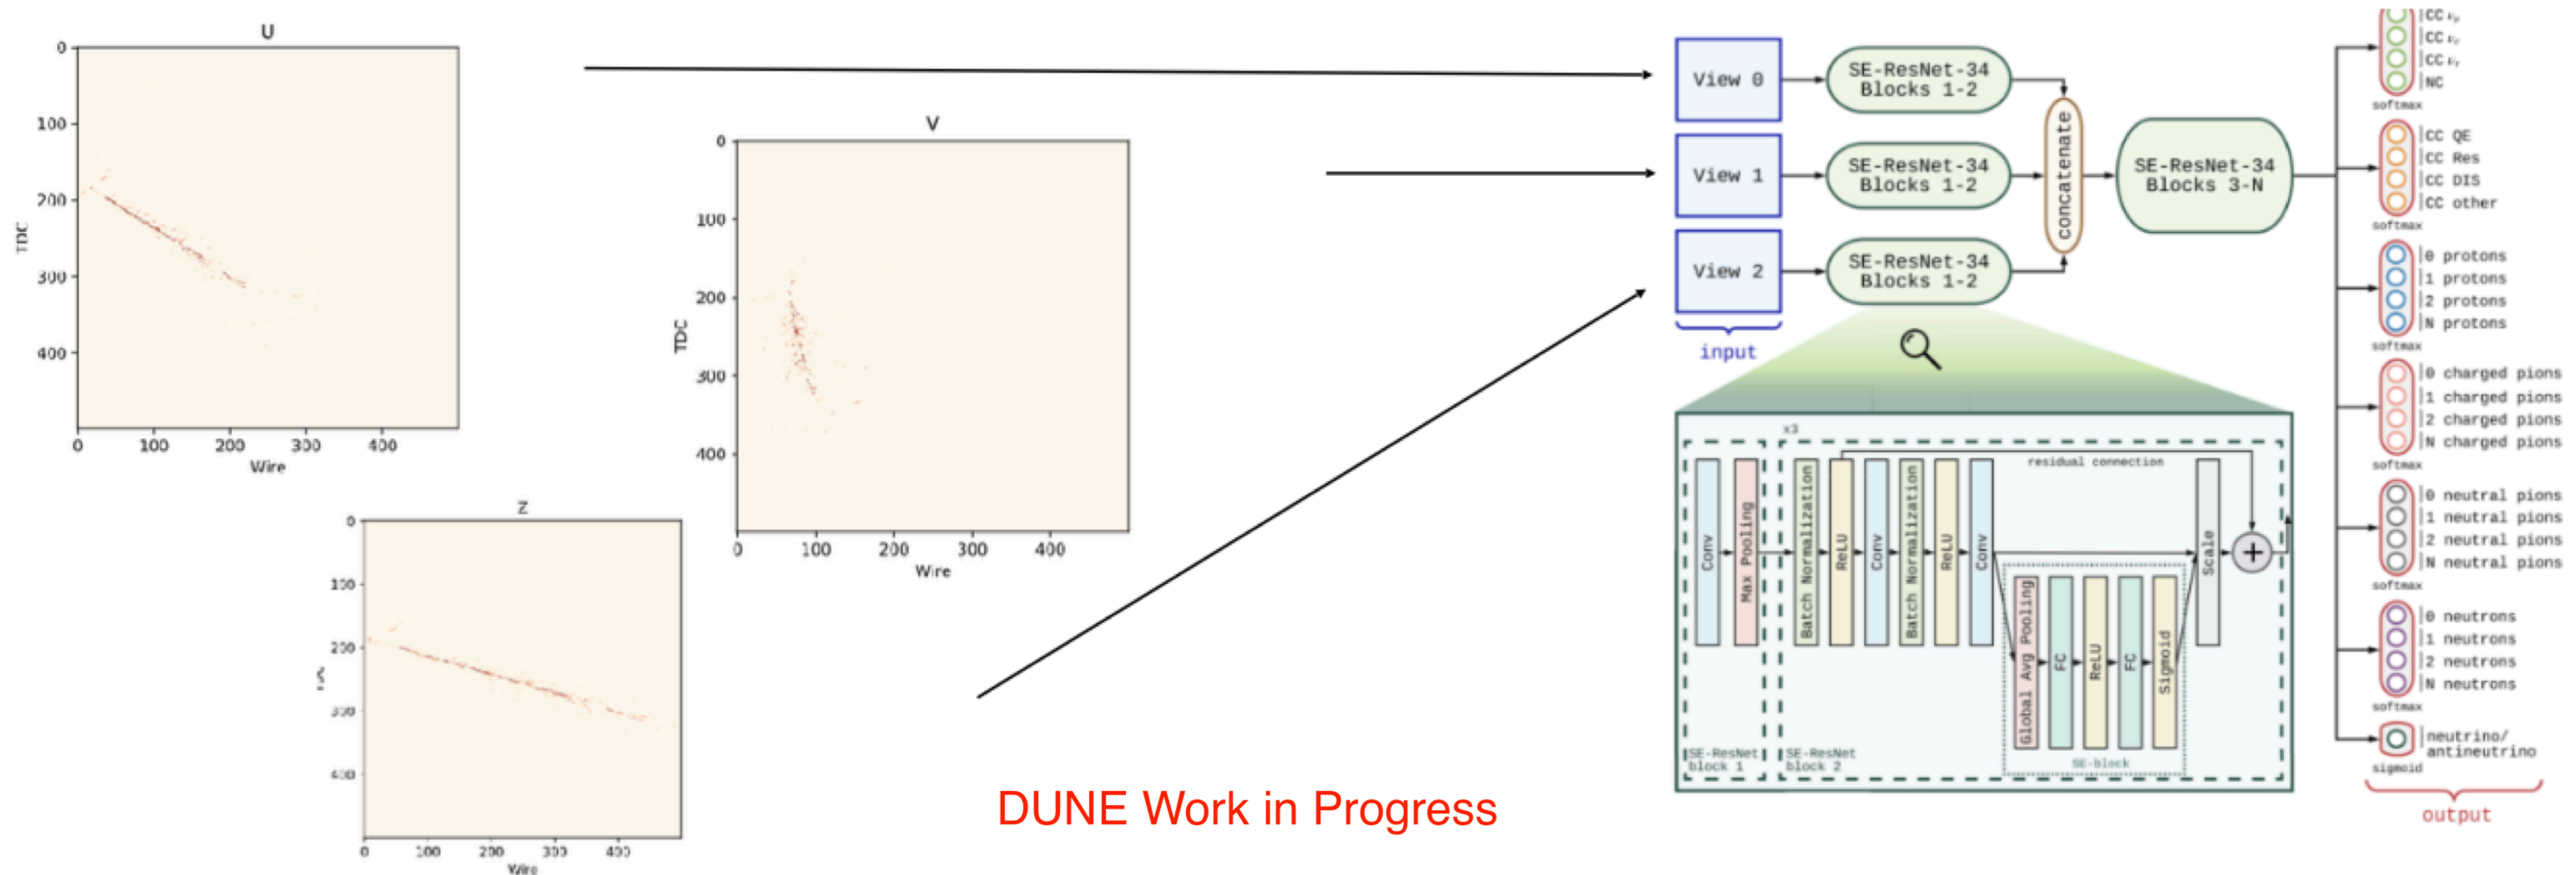 U
0
100
200
300
400
TDC
0 100 200 300 400
Wire
V
0
100
200
300
400
TDC
0 100 200 300 400
Wire
Z
0
100
200
300
400
0 100 200 300 400
Wire
DUNE Work in Progress
View 0
View 1
View 2
input
SE-ResNet-34
Blocks 1-2
SE-ResNet-34
Blocks 1-2
SE-ResNet-34
Blocks 1-2
concatenate
SE-ResNet-34
Blocks 3-N
x3
residual connection
Conv
Max Pooling
Batch Normalization
ReLU
Conv
Batch Normalization
ReLU
Conv
Global Avg Pooling
FC
ReLU
FC
Sigmoid
Scale
+
SE-ResNet
block 1
SE-ResNet
block 2
SE-block
CC
CC
CC
NC
softmax
CC QE
CC Res
CC DIS
CC other
softmax
0 protons
1 protons
2 protons
N protons
softmax
0 charged pions
1 charged pions
2 charged pions
N charged pions
softmax
0 neutral pions
1 neutral pions
2 neutral pions
N neutral pions
softmax
0 neutrons
1 neutrons
2 neutrons
N neutrons
softmax
neutrino/
antineutrino
sigmoid
output